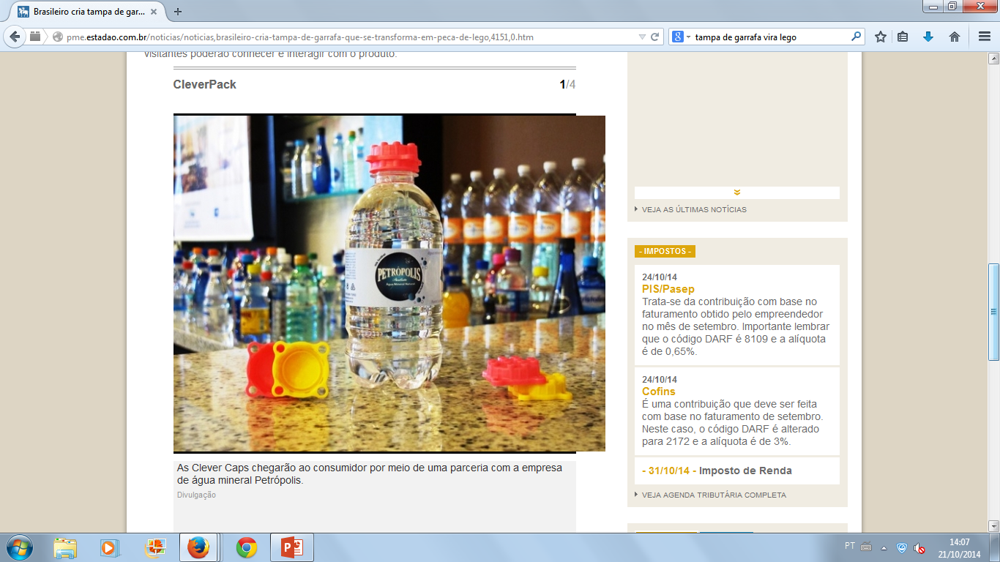 Brasileiro cria tampa de gar...
pme.estadao.com.br/noticias/noticias,brasileiro-cria-tampa-de-garrafa-que-se-transforma-em-peca-de-lego,4151,0.htm
tampa de garrafa vira lego
visitantes poderão conhecer e interagir com o produto.
CleverPack
1/4
PETRÓPOLIS
As Clever Caps chegarão ao consumidor por meio de uma parceria com a empresa
de água mineral Petrópolis.
Divulgação
VEJA AS ÚLTIMAS NOTÍCIAS
- IMPOSTOS -
24/10/14
PIS/Pasep
Trata-se da contribuição com base no
faturamento obtido pelo empreendedor
no mês de setembro. Importante lembrar
que o código DARF é 8109 e a alíquota
é de 0,65%.
24/10/14
Cofins
É uma contribuição que deve ser feita
com base no faturamento de setembro.
Neste caso, o código DARF é alterado
para 2172 e a alíquota é de 3%.
- 31/10/14 - Imposto de Renda
VEJA AGENDA TRIBUTÁRIA COMPLETA
PT
14:07
21/10/2014